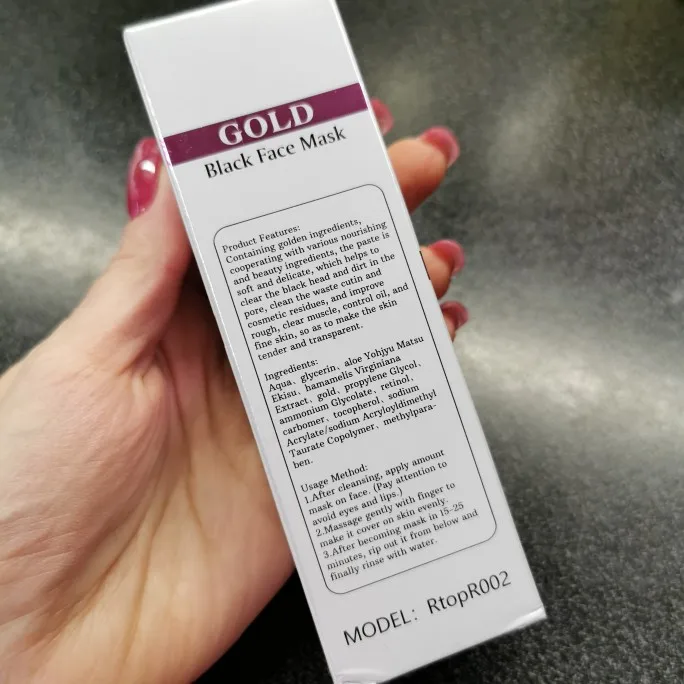 GOLD
Black Face Mask
Product Features:
Containing golden ingredients,
cooperating with various nourishing
and beauty ingredients, the paste is
soft and delicate, which helps to
clear the black head and dirt in the
pore, clean the waste cutin and
cosmetic residues, and improve
rough, clear muscle, control oil, and
fine skin, so as to make the skin
tender and transparent.
Ingredients:
Aqua、glycerin、aloe Yohjyu Matsu
Ekisu、hamamelis Virginiana
Extract、gold、propylene Glycol、
ammonium Glycolate、retinol、
carbomer、tocopherol、sodium
Acrylate/sodium Acryloyldimethyl
Taurate Copolymer、methylpara-
ben.
Usage Method:
1.After cleansing, apply amount
mask on face. (Pay attention to
avoid eyes and lips.)
2.Massage gently with finger to
make it cover on skin evenly.
3.After becoming mask in 15-25
minutes, rip out it from below and
finally rinse with water.
MODEL: RtopR002